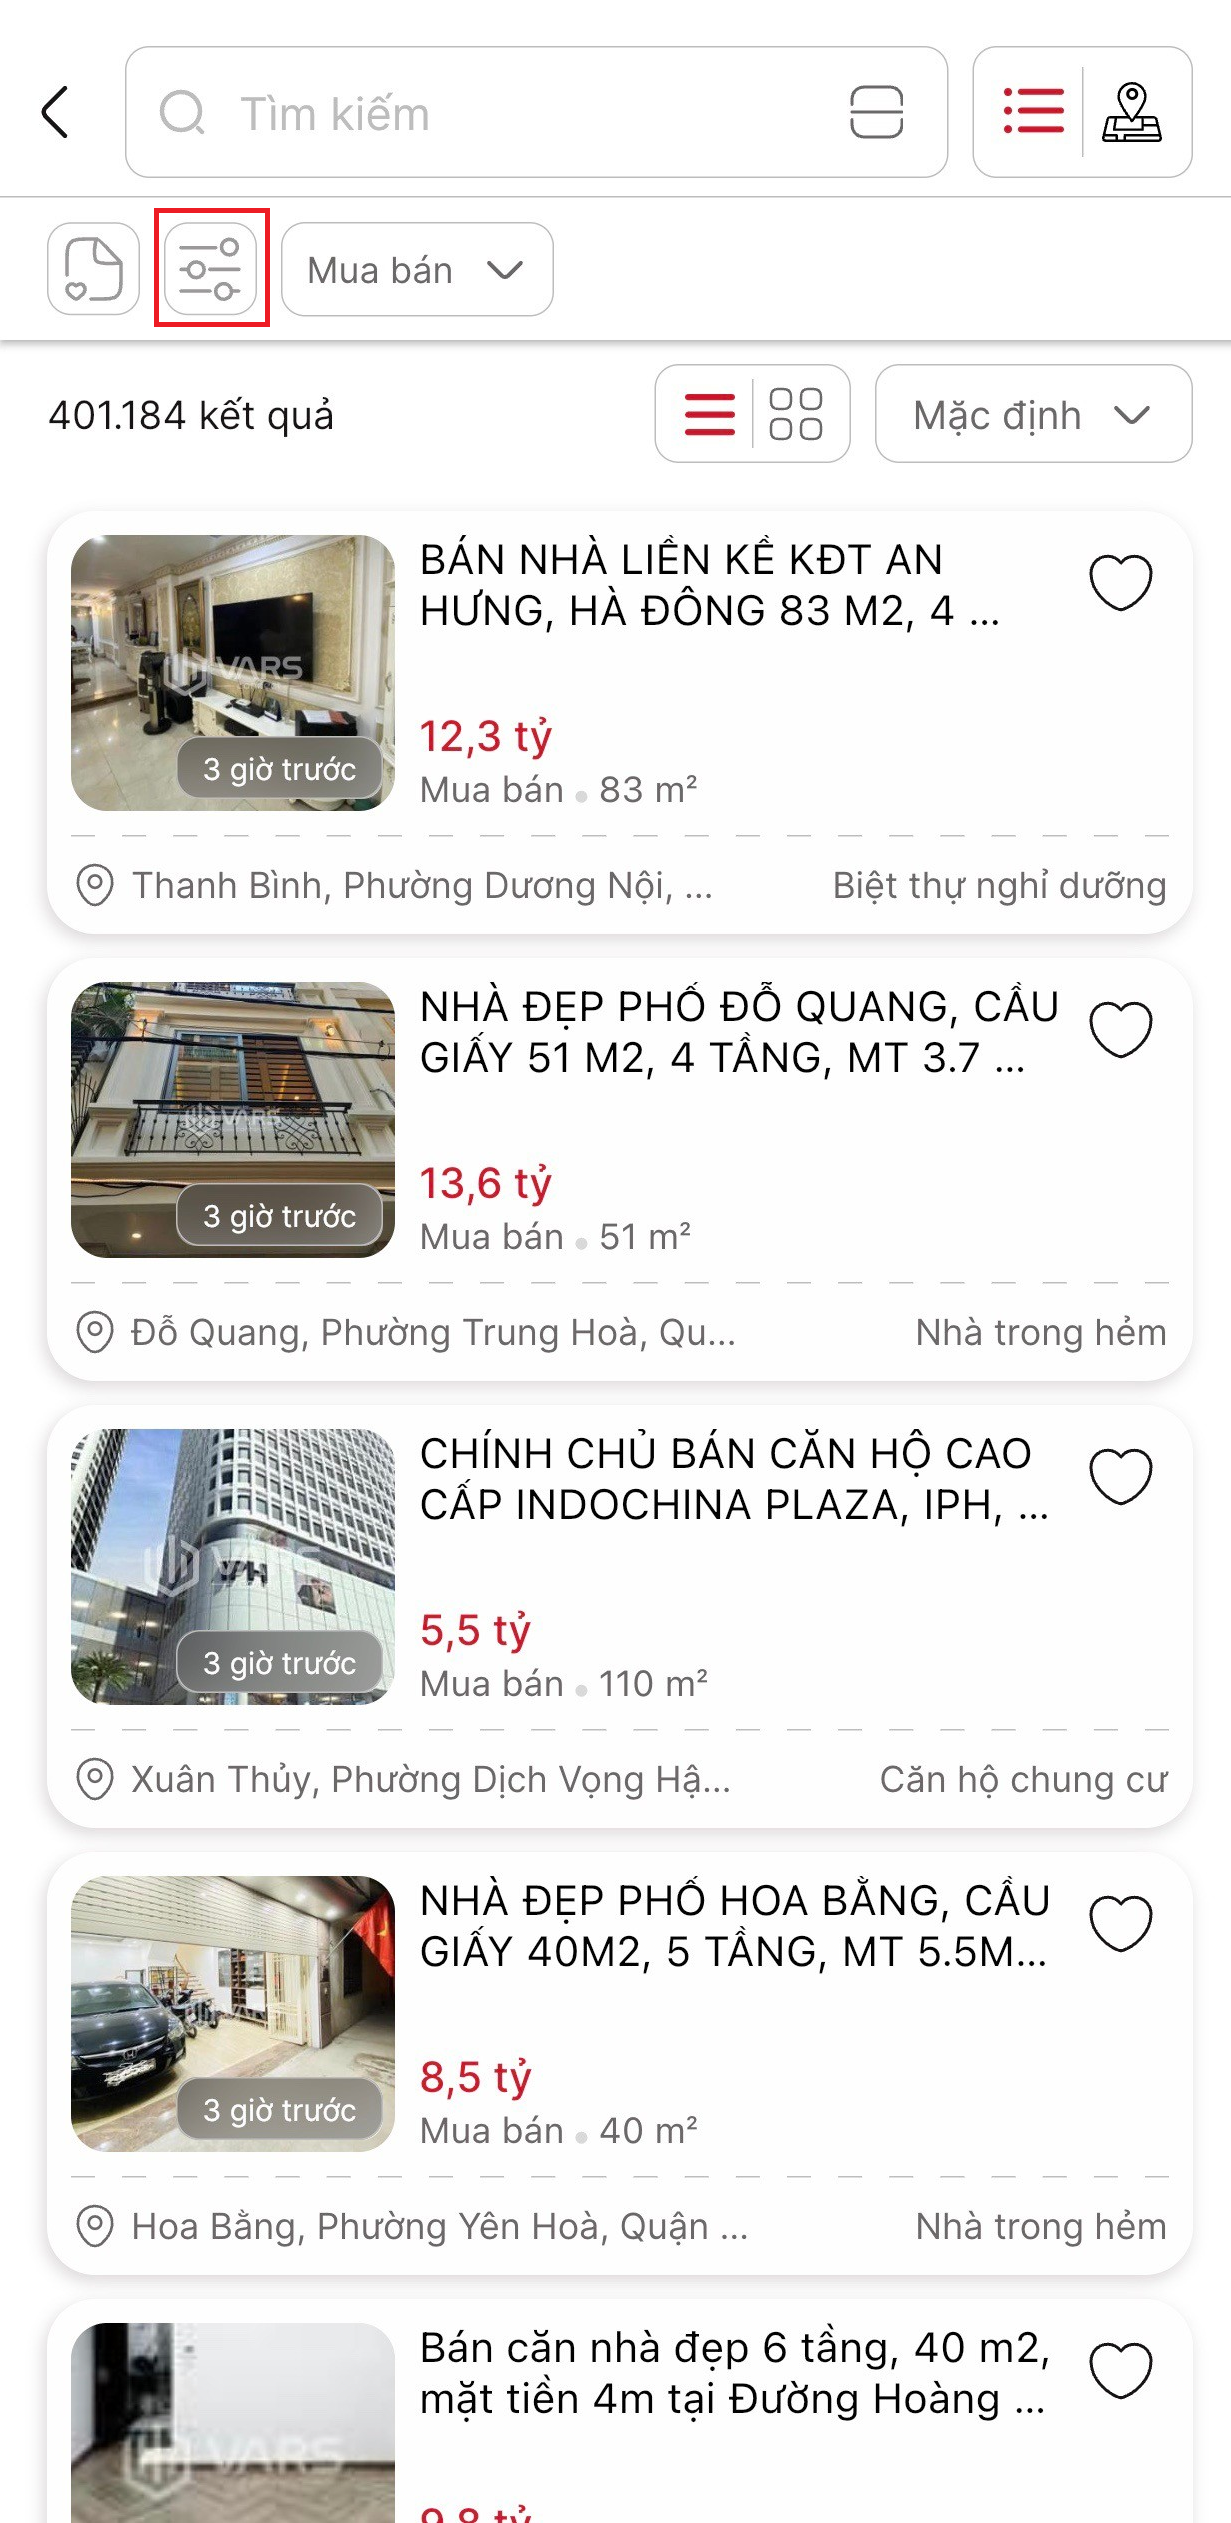 Tìm kiếm
Mua bán
401.184 kết quả
Mặc định
BÁN NHÀ LIỀN KỀ KĐT AN
HƯNG, HÀ ĐÔNG 83 M2, 4 ...
VARS
12,3 tỷ
3 giờ trước
Mua bán 83 m²
Thanh Bình, Phường Dương Nội, ...
Biệt thự nghỉ dưỡng
NHÀ ĐẸP PHỐ ĐỖ QUANG, CẦU
GIẤY 51 M2, 4 TẦNG, MT 3.7 ...
VARS
13,6 tỷ
3 giờ trước
Mua bán 51 m²
Đỗ Quang, Phường Trung Hoà, Qu...
Nhà trong hẻm
CHÍNH CHỦ BÁN CĂN HỘ CAO
CẤP INDOCHINA PLAZA, IPH, ...
VARS
5,5 tỷ
3 giờ trước
Mua bán 110 m²
Xuân Thủy, Phường Dịch Vọng Hậ...
Căn hộ chung cư
NHÀ ĐẸP PHỐ HOA BẰNG, CẦU
GIẤY 40M2, 5 TẦNG, MT 5.5M...
VARS
8,5 tỷ
3 giờ trước
Mua bán 40 m²
Hoa Bằng, Phường Yên Hoà, Quận ...
Nhà trong hẻm
Bán căn nhà đẹp 6 tầng, 40 m2,
mặt tiền 4m tại Đường Hoàng ...
VARS
9,8 tỷ